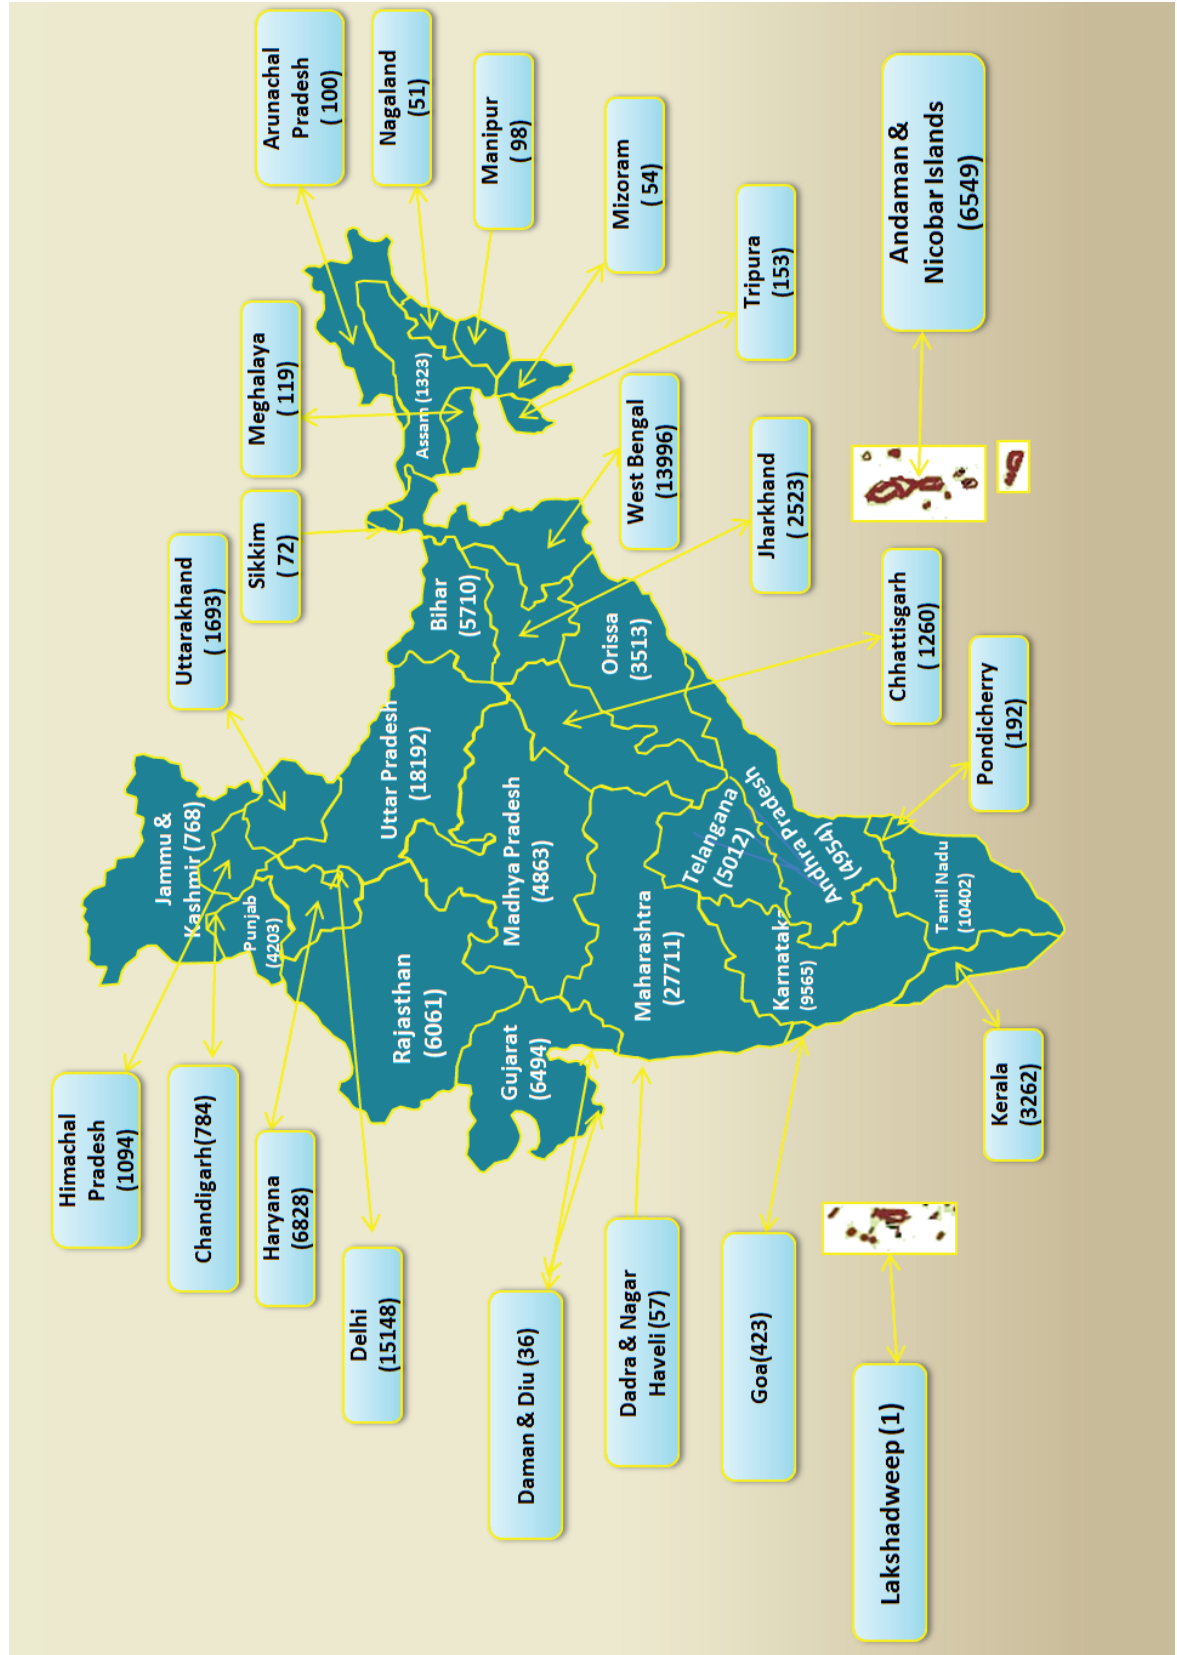 Himachal
Pradesh
(1094)
Chandigarh(784)
Haryana
(6828)
Delhi
(15148)
Daman & Diu (36)
Dadra & Nagar
Haveli (57)
Goa(423)
Lakshadweep (1)
Jammu &
Kashmir (768)
Punjab
(4203)
Rajasthan
(6061)
Gujarat
(6494)
Uttar Pradesh
(18192)
Madhya Pradesh
(4863)
Maharashtra
(27711)
Telangana
(5012)
Andhra Pradesh
(4954)
Karnataka
(9565)
Tamil Nadu
(10402)
Kerala
(3262)
Bihar
(5710)
Orissa
(3513)
Assam (1323)
Uttarakhand
( 1693)
Sikkim
( 72)
Meghalaya
( 119)
Arunachal
Pradesh
( 100)
Nagaland
(51)
Manipur
( 98)
Mizoram
( 54)
Tripura
(153)
West Bengal
(13996)
Jharkhand
( 2523)
Chhattisgarh
( 1260)
Pondicherry
(192)
Andaman &
Nicobar Islands
(6549)